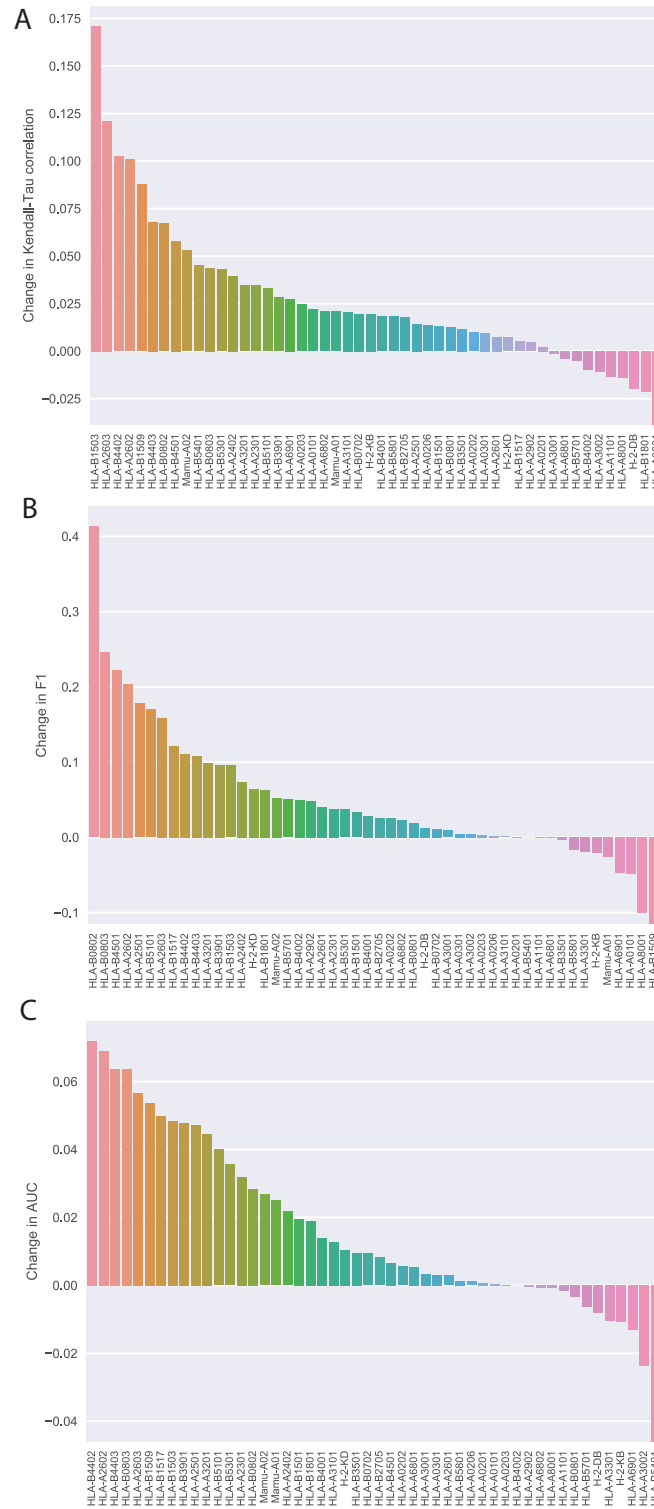 A
0.175
0.150
0.125
0.100
0.075
0.050
0.025
0.000
−0.025
Change in Kendall-Tau correlation
HLA-B1503
HLA-A2603
HLA-B4402
HLA-A2602
HLA-B1509
HLA-B4403
HLA-B0802
HLA-B4501
Mamu-A02
HLA-B5401
HLA-B0803
HLA-B5301
HLA-A2402
HLA-A3201
HLA-A2301
HLA-B5101
HLA-B3901
HLA-A6901
HLA-A0203
HLA-A0101
HLA-A6802
Mamu-A01
HLA-A3101
HLA-B0702
H-2-KB
HLA-B4001
HLA-B5801
HLA-B2705
HLA-A2501
HLA-A0206
HLA-B1501
HLA-B0801
HLA-B3501
HLA-A0202
HLA-A0301
HLA-A2601
H-2-KD
HLA-B1517
HLA-A2902
HLA-A0201
HLA-A3001
HLA-A6801
HLA-B5701
HLA-B4002
HLA-A3002
HLA-A1101
HLA-A8001
H-2-DB
HLA-B1801
B
0.4
0.3
0.2
0.1
0.0
−0.1
Change in F1
HLA-B0802
HLA-B0803
HLA-B4501
HLA-A2602
HLA-A2501
HLA-B5101
HLA-A2603
HLA-B1517
HLA-B4402
HLA-B4403
HLA-A3201
HLA-B3901
HLA-B1503
HLA-A2402
H-2-KD
HLA-B1801
Mamu-A02
HLA-B5701
HLA-B4002
HLA-A2902
HLA-A2601
HLA-A2301
HLA-B5301
HLA-B1501
HLA-B4001
HLA-B2705
HLA-A0202
HLA-A6802
HLA-B0801
H-2-DB
HLA-B0702
HLA-A3001
HLA-A0301
HLA-A3002
HLA-A0203
HLA-A0206
HLA-A3101
HLA-A0201
HLA-B5401
HLA-A1101
HLA-A6801
HLA-B3501
HLA-B5801
HLA-A3301
H-2-KB
Mamu-A01
HLA-A6901
HLA-A0101
HLA-A8001
HLA-B1509
C
0.06
0.04
0.02
0.00
−0.02
−0.04
Change in AUC
HLA-B4402
HLA-A2602
HLA-B4403
HLA-B0803
HLA-A2603
HLA-B1509
HLA-B1517
HLA-B1503
HLA-B3901
HLA-A2501
HLA-A3201
HLA-B5101
HLA-B5301
HLA-A2301
HLA-B0802
Mamu-A02
Mamu-A01
HLA-A2402
HLA-B1501
HLA-B1801
HLA-B4001
HLA-A3101
H-2-KD
HLA-B3501
HLA-B0702
HLA-B2705
HLA-B4501
HLA-A0202
HLA-A6801
HLA-A3001
HLA-A0301
HLA-A2601
HLA-B5801
HLA-A0206
HLA-A0201
HLA-A0101
HLA-A0203
HLA-B4002
HLA-A2902
HLA-A6802
HLA-A8001
HLA-A1101
HLA-B0801
HLA-B5701
H-2-DB
HLA-A3301
H-2-KB
HLA-A6901
HLA-A3002